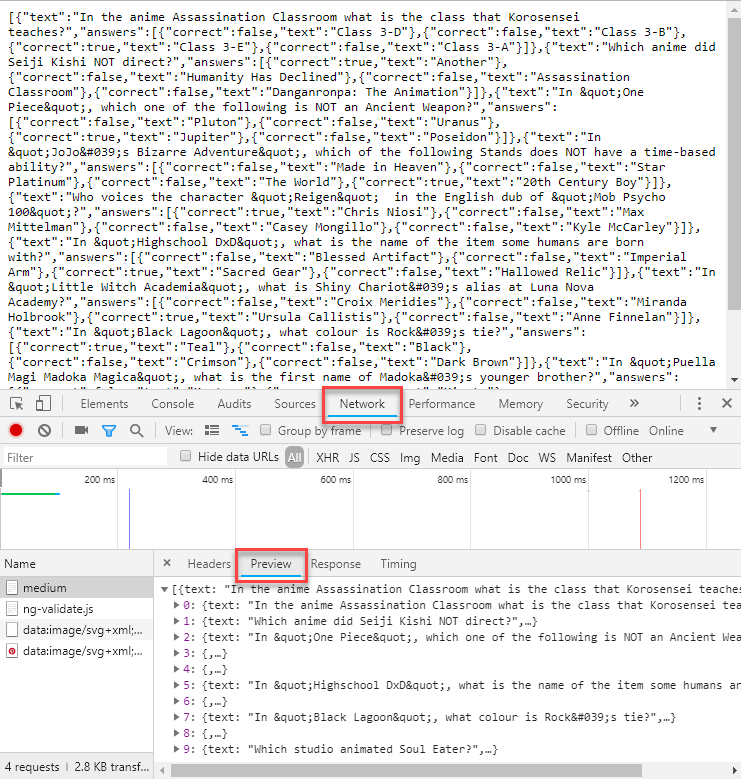 [{"text":"In the anime Assassination Classroom what is the class that Korosensei
teaches?","answers":[{"correct":false,"text":"Class 3-D"},{"correct":false,"text":"Class 3-B"},
{"correct":true,"text":"Class 3-E"},{"correct":false,"text":"Class 3-A"}]},{"text":"Which anime did
Seiji Kishi NOT direct?","answers":[{"correct":true,"text":"Another"},
{"correct":false,"text":"Humanity Has Declined"},{"correct":false,"text":"Assassination
Classroom"},{"correct":false,"text":"Danganronpa: The Animation"}]},{"text":"In &quot;One
Piece&quot;, which one of the following is NOT an Ancient Weapon?","answers":
[{"correct":false,"text":"Pluton"},{"correct":false,"text":"Uranus"},
{"correct":true,"text":"Jupiter"},{"correct":false,"text":"Poseidon"}]},{"text":"In
&quot;JoJo&#039;s Bizarre Adventure&quot;, which of the following Stands does NOT have a time-based
ability?","answers":[{"correct":false,"text":"Made in Heaven"},{"correct":false,"text":"Star
Platinum"},{"correct":false,"text":"The World"},{"correct":true,"text":"20th Century Boy"}]},
{"text":"Who voices the character &quot;Reigen&quot;  in the English dub of &quot;Mob Psycho
100&quot;?","answers":[{"correct":true,"text":"Chris Niosi"},{"correct":false,"text":"Max
Mittelman"},{"correct":false,"text":"Casey Mongillo"},{"correct":false,"text":"Kyle McCarley"}]},
{"text":"In &quot;Highschool DxD&quot;, what is the name of the item some humans are born
with?","answers":[{"correct":false,"text":"Blessed Artifact"},{"correct":false,"text":"Imperial
Arm"},{"correct":true,"text":"Sacred Gear"},{"correct":false,"text":"Hallowed Relic"}]},{"text":"In
&quot;Little Witch Academia&quot;, what is Shiny Chariot&#039;s alias at Luna Nova
Academy?","answers":[{"correct":false,"text":"Croix Meridies"},{"correct":false,"text":"Miranda
Holbrook"},{"correct":true,"text":"Ursula Callistis"},{"correct":false,"text":"Anne Finnelan"}]},
{"text":"In &quot;Black Lagoon&quot;, what colour is Rock&#039;s tie?","answers":
[{"correct":true,"text":"Teal"},{"correct":false,"text":"Black"},
{"correct":false,"text":"Crimson"},{"correct":false,"text":"Dark Brown"}]},{"text":"In &quot;Puella
Magi Madoka Magica&quot;, what is the first name of Madoka&#039;s younger brother?","answers":
Elements Console Audits Sources Network Performance Memory Security
View: Group by frame Preserve log Disable cache Offline Online
Filter Hide data URLs All XHR JS CSS Img Media Font Doc WS Manifest Other
200 ms 400 ms 600 ms 800 ms 1000 ms 1200 ms
Name Headers Preview Response Timing
medium
ng-validate.js
data:image/svg+xml;...
data:image/svg+xml;...
[{text: "In the anime Assassination Classroom what is the class that Korosensei teaches
0: {text: "In the anime Assassination Classroom what is the class that Korosensei tea
1: {text: "Which anime did Seiji Kishi NOT direct?",…}
2: {text: "In &quot;One Piece&quot;, which one of the following is NOT an Ancient Wea
3: {,…}
4: {,…}
5: {text: "In &quot;Highschool DxD&quot;, what is the name of the item some humans ar
6: {,…}
7: {text: "In &quot;Black Lagoon&quot;, what colour is Rock&#039;s tie?",…}
8: {,…}
9: {text: "Which studio animated Soul Eater?",…}
4 requests 2.8 KB transf...